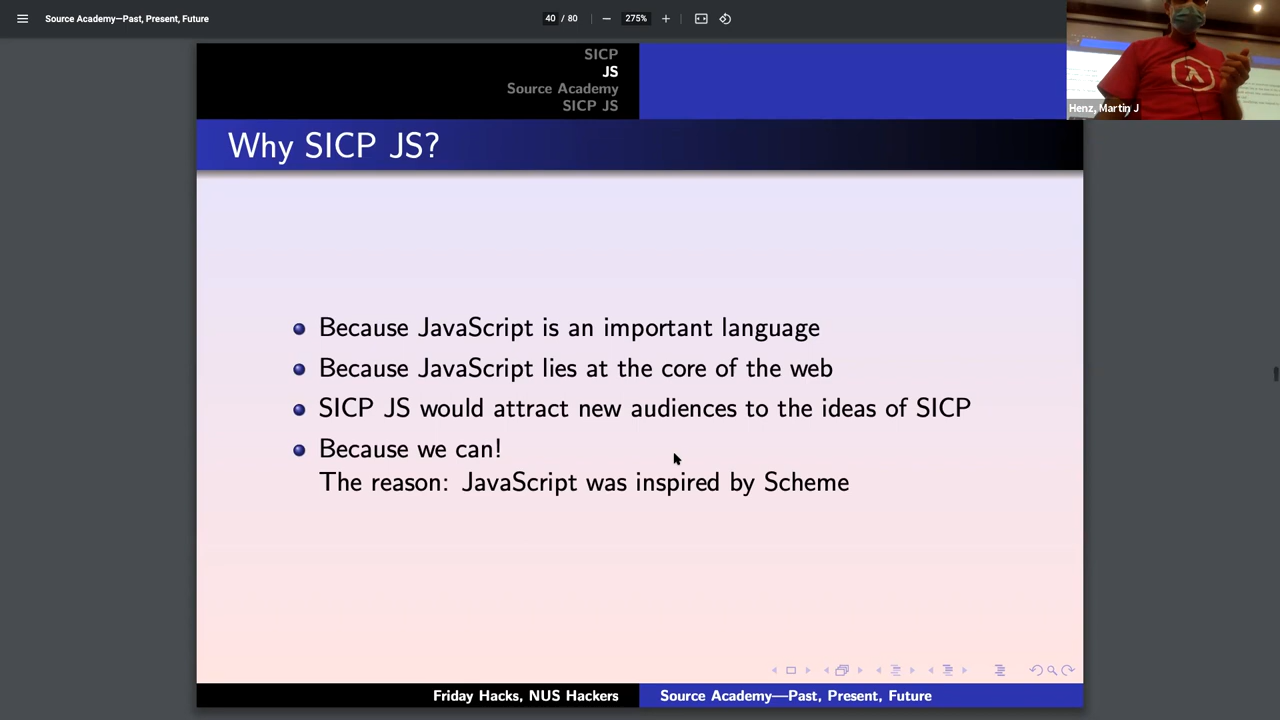 Source Academy—Past, Present, Future
40 / 80
275%
SICP
JS
Source Academy
SICP JS
Henz, Martin J
Why SICP JS?
Because JavaScript is an important language
Because JavaScript lies at the core of the web
SICP JS would attract new audiences to the ideas of SICP
Because we can!
The reason: JavaScript was inspired by Scheme
Friday Hacks, NUS Hackers
Source Academy—Past, Present, Future